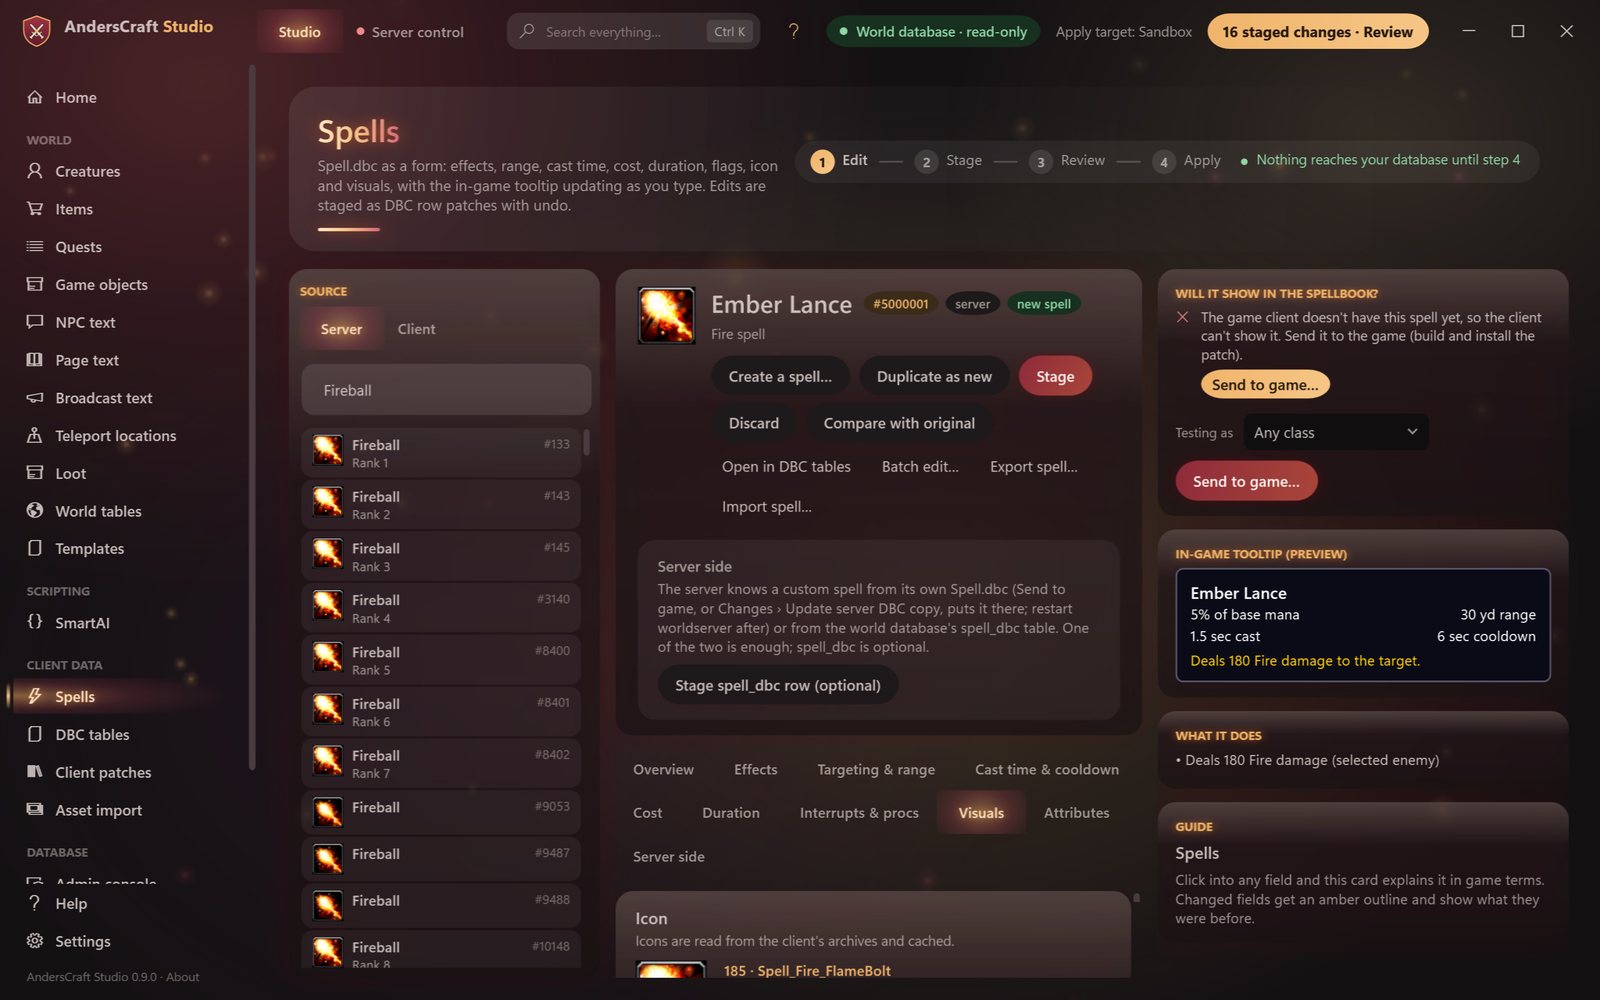 AndersCraft Studio
Studio
Server control
Search everything...
Ctrl K
?
World database · read-only
Apply target: Sandbox
16 staged changes · Review
Home
WORLD
Creatures
Items
Quests
Game objects
NPC text
Page text
Broadcast text
Teleport locations
Loot
World tables
Templates
SCRIPTING
SmartAI
CLIENT DATA
Spells
DBC tables
Client patches
Asset import
DATABASE
Admin console
? Help
Settings
AndersCraft Studio 0.9.0 · About
Spells
Spell.dbc as a form: effects, range, cast time, cost, duration, flags, icon
and visuals, with the in-game tooltip updating as you type. Edits are
staged as DBC row patches with undo.
1 Edit
2 Stage
3 Review
4 Apply
Nothing reaches your database until step 4
SOURCE
Server
Client
Fireball
Fireball #133
Rank 1
Fireball #143
Rank 2
Fireball #145
Rank 3
Fireball #3140
Rank 4
Fireball #8400
Rank 5
Fireball #8401
Rank 6
Fireball #8402
Rank 7
Fireball #9053
Fireball #9487
Fireball #9488
Fireball #10148
Rank 8
Ember Lance
#5000001
server
new spell
Fire spell
Create a spell...
Duplicate as new
Stage
Discard
Compare with original
Open in DBC tables
Batch edit...
Export spell...
Import spell...
Server side
The server knows a custom spell from its own Spell.dbc (Send to
game, or Changes › Update server DBC copy, puts it there; restart
worldserver after) or from the world database's spell_dbc table. One
of the two is enough; spell_dbc is optional.
Stage spell_dbc row (optional)
Overview
Effects
Targeting & range
Cast time & cooldown
Cost
Duration
Interrupts & procs
Visuals
Attributes
Server side
Icon
Icons are read from the client's archives and cached.
185 · Spell_Fire_FlameBolt
WILL IT SHOW IN THE SPELLBOOK?
The game client doesn't have this spell yet, so the client
can't show it. Send it to the game (build and install the
patch).
Send to game...
Testing as
Any class
Send to game...
IN-GAME TOOLTIP (PREVIEW)
Ember Lance
5% of base mana 30 yd range
1.5 sec cast 6 sec cooldown
Deals 180 Fire damage to the target.
WHAT IT DOES
• Deals 180 Fire damage (selected enemy)
GUIDE
Spells
Click into any field and this card explains it in game terms.
Changed fields get an amber outline and show what they
were before.